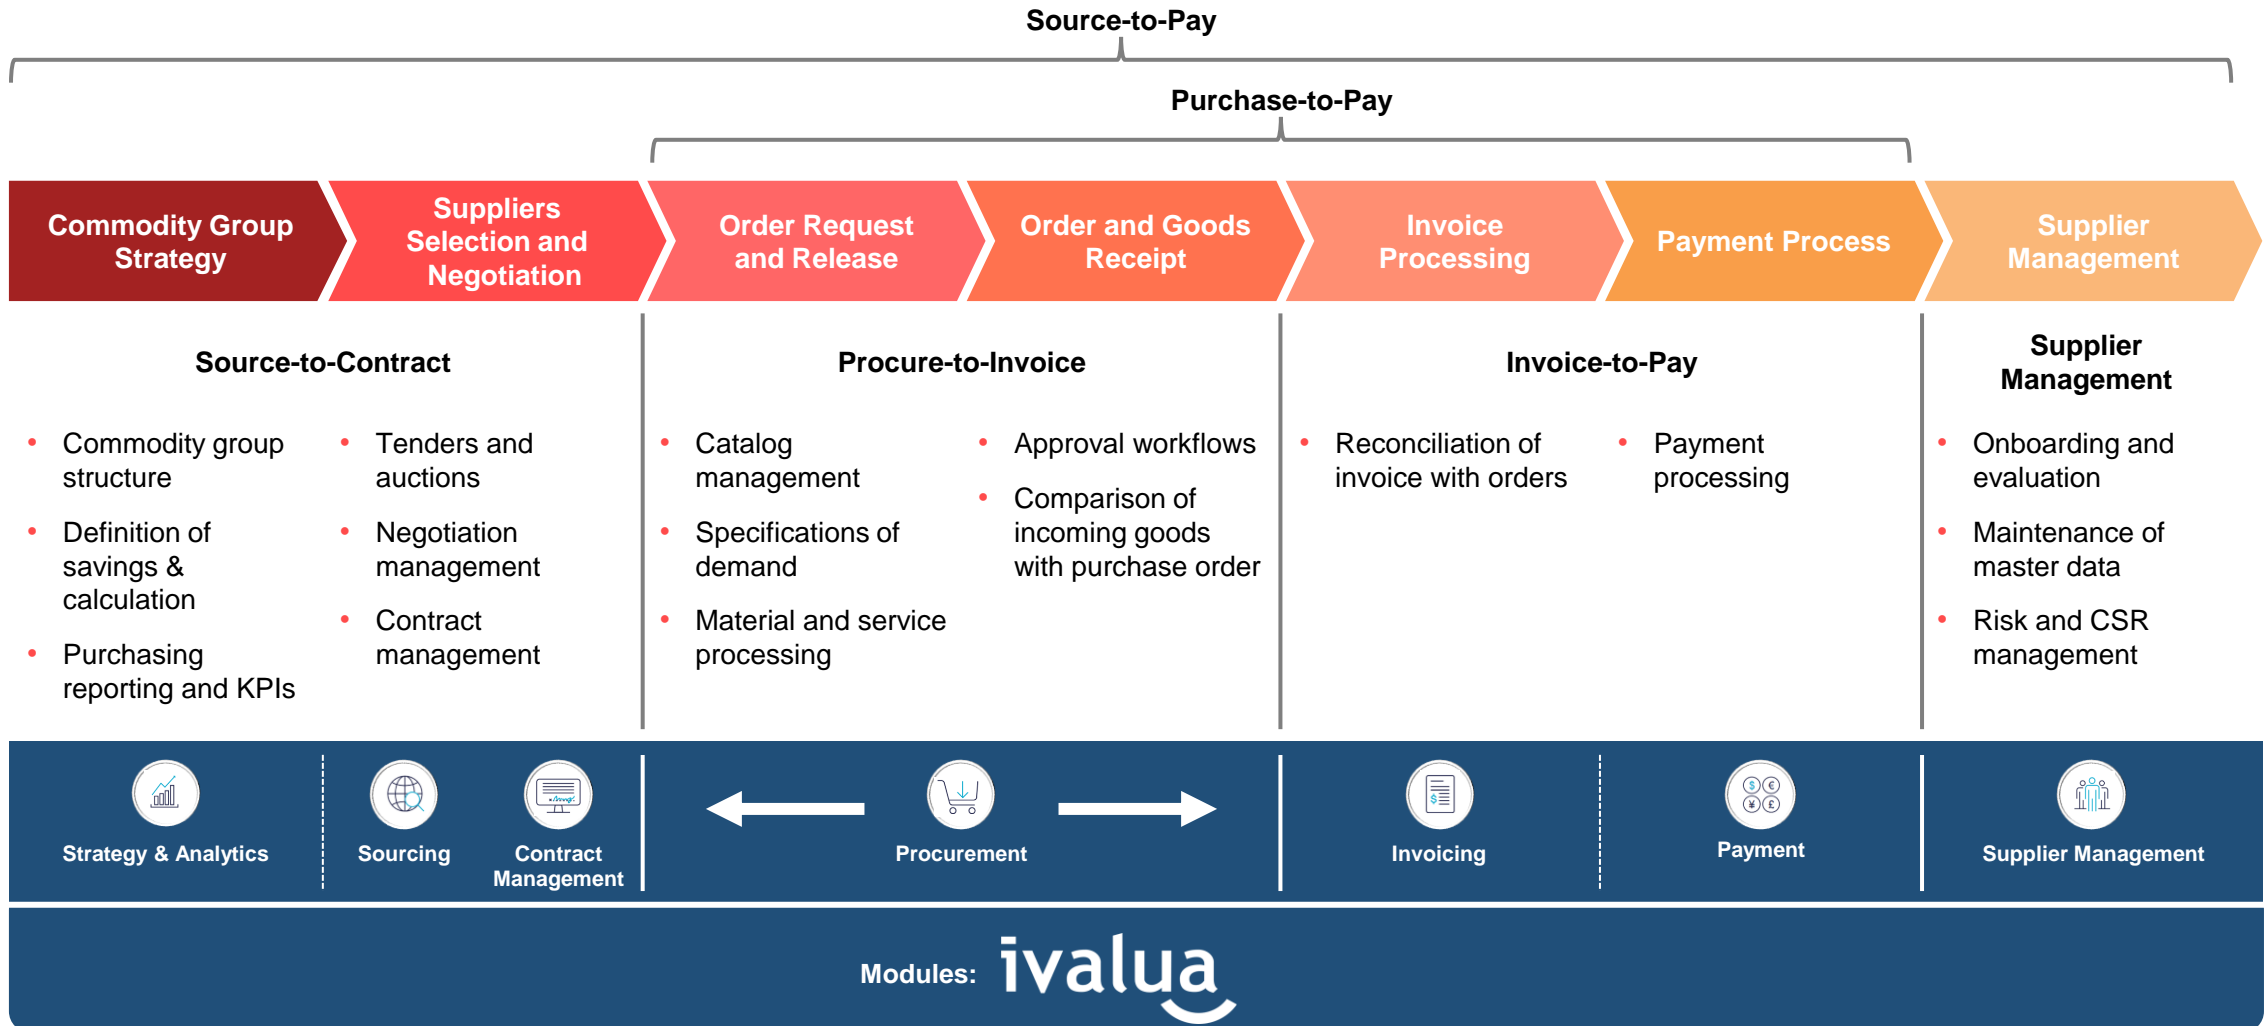 Source-to-Pay
Purchase-to-Pay
Commodity Group
Strategy
Suppliers
Selection and
Negotiation
Order Request
and Release
Order and Goods
Receipt
Invoice
Processing
Payment Process
Supplier
Management
Source-to-Contract
• Commodity group
structure
• Definition of
savings &
calculation
• Purchasing
reporting and KPIs
• Tenders and
auctions
• Negotiation
management
• Contract
management
Procure-to-Invoice
• Catalog
management
• Specifications of
demand
• Material and service
processing
• Approval workflows
• Comparison of
incoming goods
with purchase order
Invoice-to-Pay
• Reconciliation of
invoice with orders
• Payment
processing
Supplier
Management
• Onboarding and
evaluation
• Maintenance of
master data
• Risk and CSR
management
Strategy & Analytics
Sourcing
Contract
Management
Procurement
$
Invoicing
$ €
¥ £
Payment
Supplier Management
Modules: ivalua